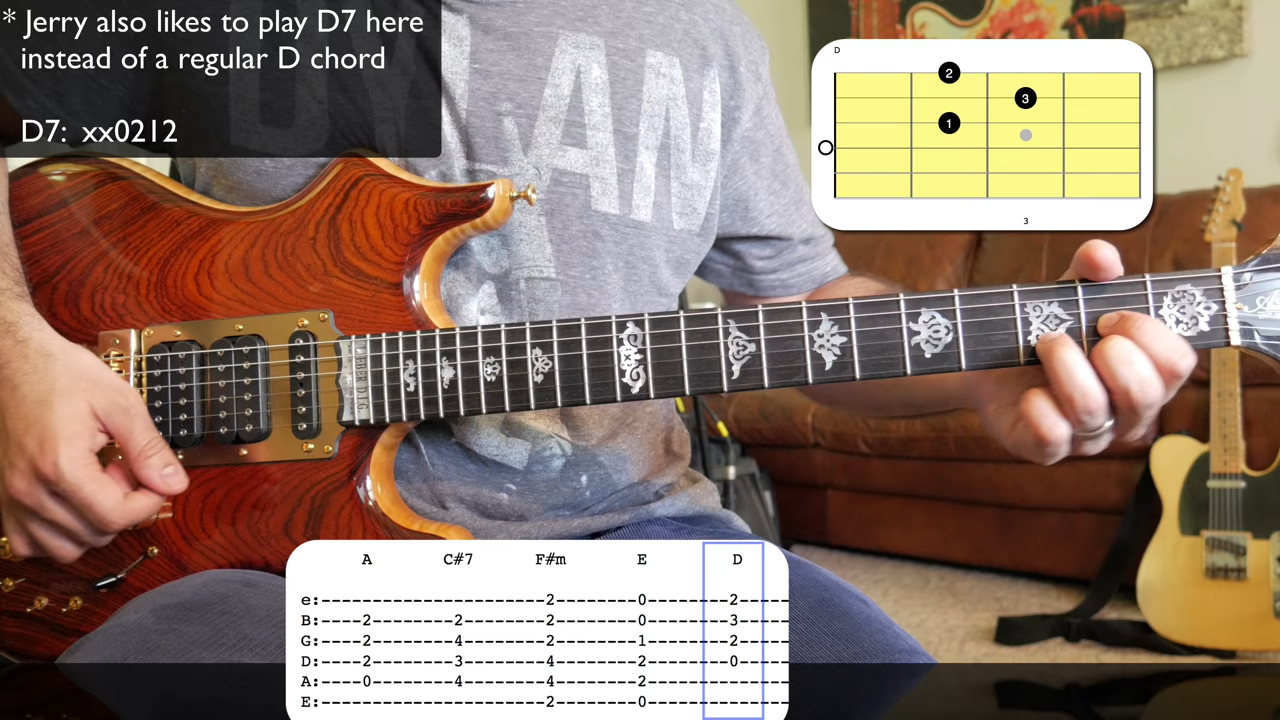 * Jerry also likes to play D7 here
instead of a regular D chord
D7: xx0212
D
2
3
1
3
DYLAN
A C#7 F#m E D
e:--------------------2--------0---------2-----
B:----2--------2-------2--------0---------3-----
G:----2--------4-------2--------1---------2-----
D:----2--------3-------4--------2---------0-----
A:----0--------4-------4--------2---------------
E:--------------------2--------0---------------